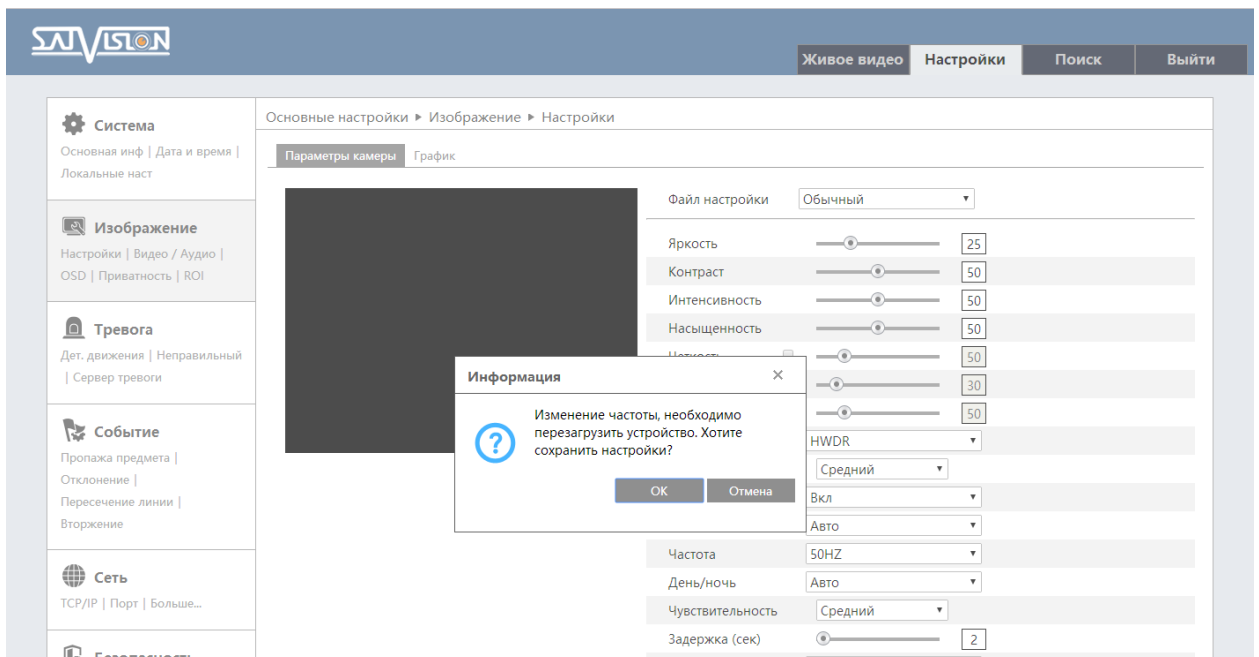 SATVISION
Живое видео
Настройки
Поиск
Выйти
Система
Основная инф | Дата и время |
Локальные наст
Изображение
Настройки | Видео / Аудио |
OSD | Приватность | ROI
Тревога
Дет. движения | Неправильный
| Сервер тревоги
Событие
Пропажа предмета |
Отклонение |
Пересечение линии |
Вторжение
Сеть
TCP/IP | Порт | Больше...
Основные настройки ▶ Изображение ▶ Настройки
Параметры камеры
График
Файл настройки Обычный
Яркость 25
Контраст 50
Интенсивность 50
Насыщенность 50
50
30
50
HWDR
Средний
Вкл
Авто
Частота 50HZ
День/ночь Авто
Чувствительность Средний
Задержка (сек) 2
Информация
Изменение частоты, необходимо
перезагрузить устройство. Хотите
сохранить настройки?
OK
Отмена